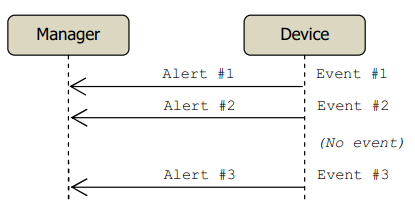 Manager Device
Alert #1 Event #1
Alert #2 Event #2
(No event)
Alert #3 Event #3